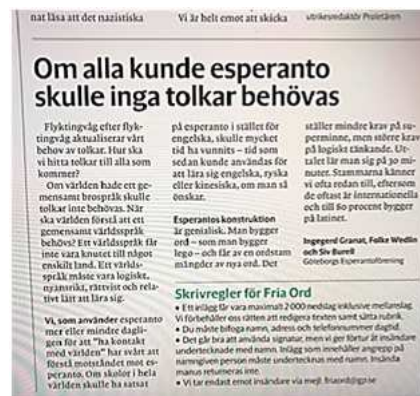 nat läsa att det nazistiska
Vi är helt emot att skicka
utrikesredaktör Proletären
Om alla kunde esperanto
skulle inga tolkar behövas
Flyktingvåg efter flyk-
tingvåg aktualiserar vårt
behov av tolkar. Hur ska
vi hitta tolkar till alla som
kommer?
Om världen hade ett ge-
mensamt brospråk skulle
tolkar inte behövas. När
ska världen förstå att ett
gemensamt världsspråk
behövs? Ett världsspråk får
inte vara knutet till något
enskilt land. Ett världs-
språk måste vara logiskt,
nyansrikt, rättvist och rela-
tivt lätt att lära sig.
Vi, som använder esperanto
mer eller mindre dagli-
gen för att "ha kontakt
med världen" har svårt att
förstå motståndet mot es-
peranto. Om skolor i hela
världen skulle ha satsat
på esperanto i stället för
engelska, skulle mycket
tid ha vunnits – tid som
sedan kunde användas för
att lära sig engelska, ryska
eller kinesiska, om man så
önskar.
Esperantos konstruktion
är genialisk. Man bygger
ord – som man bygger
lego – och får av en ordstam
mängder av nya ord. Det
ställer mindre krav på su-
perminne, men större krav
på logiskt tänkande. Ut-
talet lär man sig på 30 mi-
nuter. Stammarna känner
vi ofta redan till, eftersom
de oftast är internationella
och till 60 procent bygger
på latinet.
Ingegerd Granat, Folke Wedlin
och Siv Burell
Göteborgs Esperantoförening
Skrivregler för Fria Ord
• Ett inlägg får vara maximalt 2 000 nedslag inklusive mellanslag.
Vi förbehåller oss rätten att redigera texten samt sätta rubrik.
• Du måste bifoga namn, adress och telefonnummer dagtid.
• Det går bra att använda signatur, men vi ger förtur åt insändare
undertecknade med namn. Inlägg som innehåller angrepp på
namngiven person måste undertecknas med namn. Insända
manus returneras inte.
• Vi tar endast emot insändare via mejl: friaord@gp.se